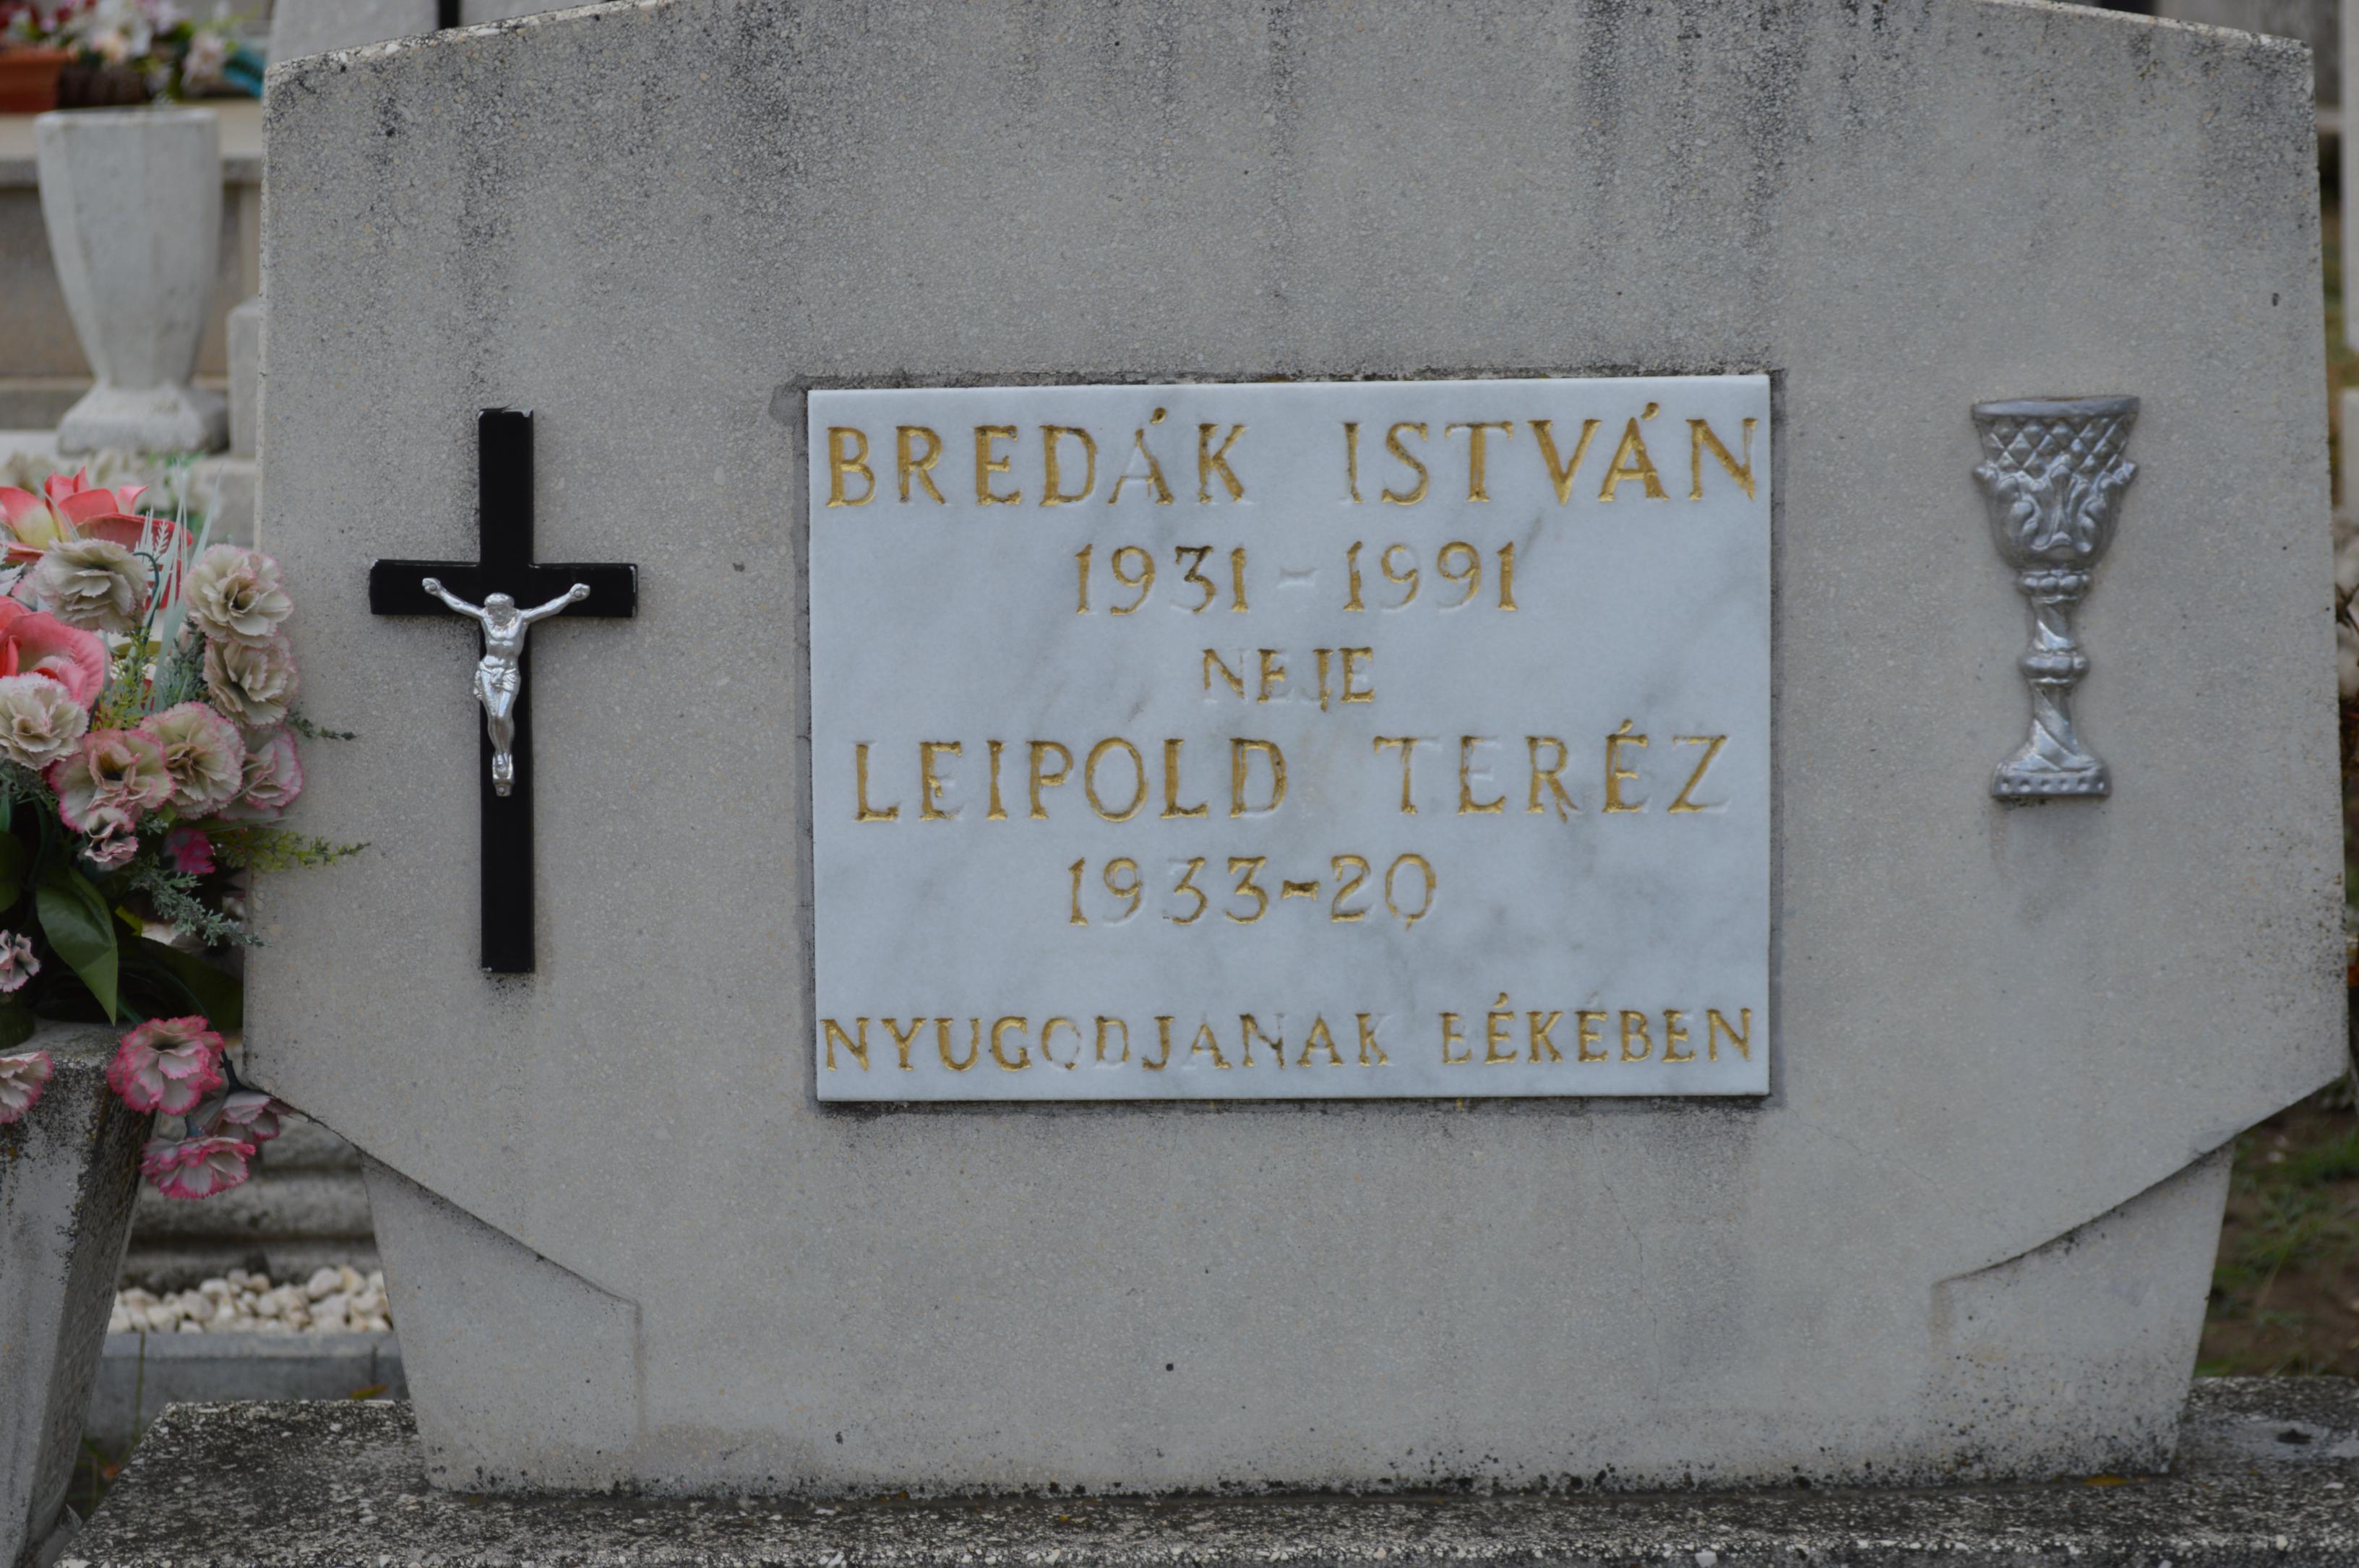 BREDÁK ISTVÁN
1931-1991
NEJE
LEIPOLD TERÉZ
1933-20
NYUGODJANAK BÉKÉBEN